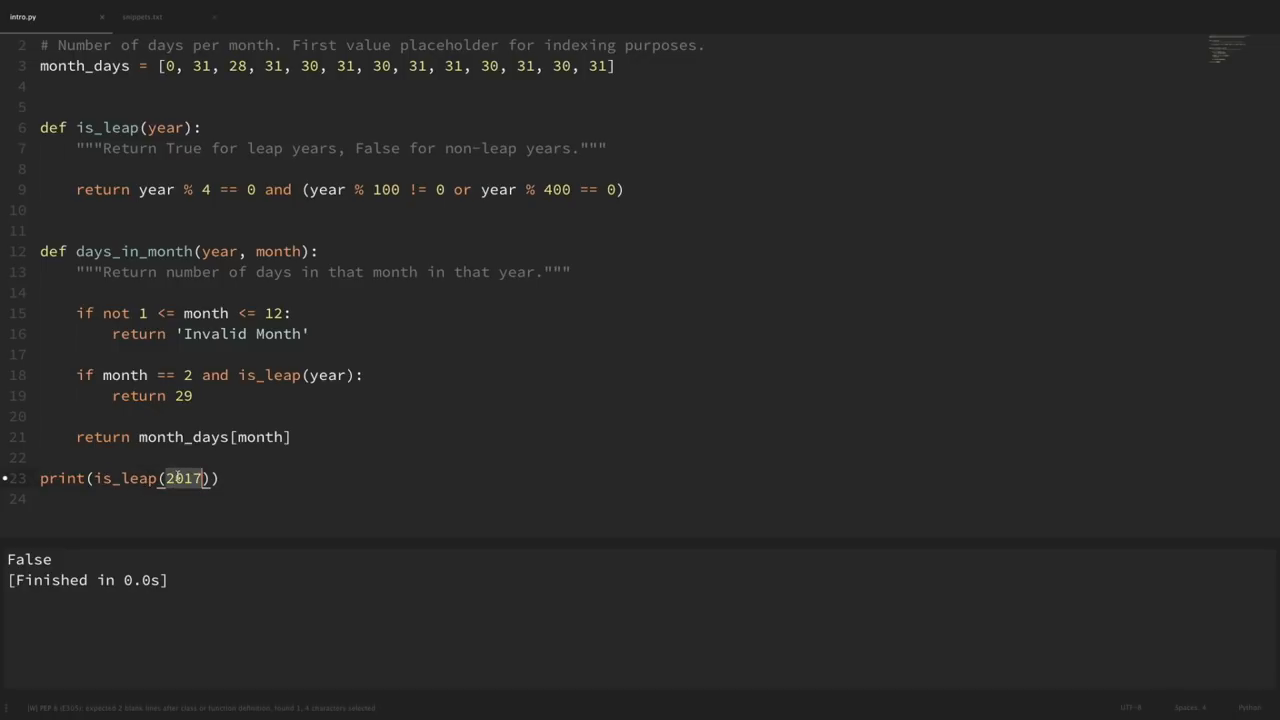 intro.py × snippets.txt ×
2 # Number of days per month. First value placeholder for indexing purposes.
3 month_days = [0, 31, 28, 31, 30, 31, 30, 31, 31, 30, 31, 30, 31]
4
5
6 def is_leap(year):
7 """Return True for leap years, False for non-leap years."""
8
9 return year % 4 == 0 and (year % 100 != 0 or year % 400 == 0)
10
11
12 def days_in_month(year, month):
13 """Return number of days in that month in that year."""
14
15 if not 1 <= month <= 12:
16 return 'Invalid Month'
17
18 if month == 2 and is_leap(year):
19 return 29
20
21 return month_days[month]
22
23 print(is_leap(2017))
24
False
[Finished in 0.0s]
[W] PEP 8 (E305): expected 2 blank lines after class or function definition, found 1, 4 characters selected UTF-8 Spaces: 4 Python